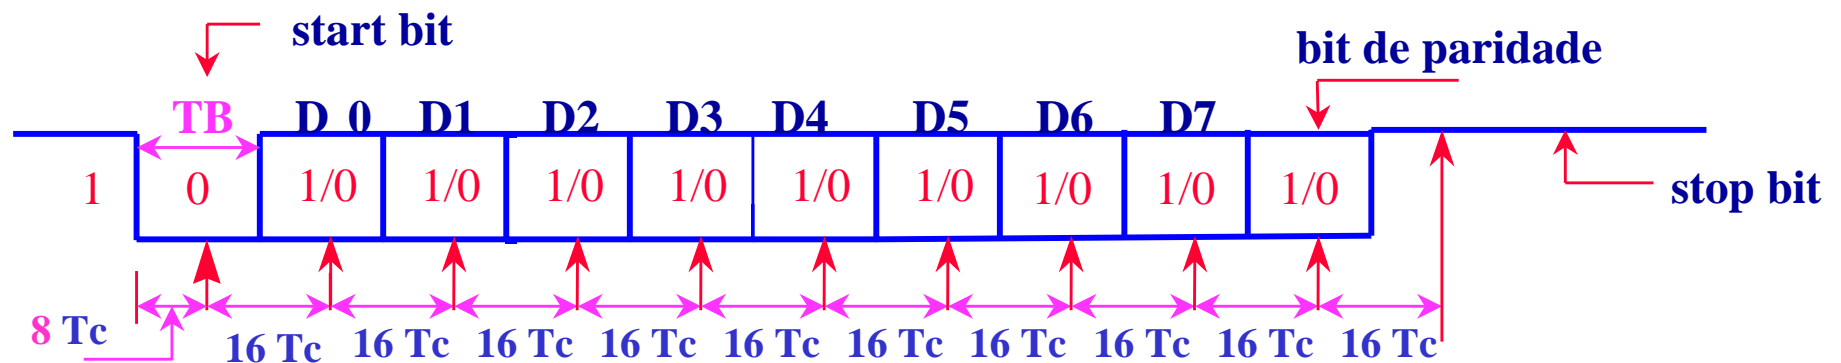 start bit
bit de paridade
TB D_0 D1 D2 D3 D4 D5 D6 D7
1 0 1/0 1/0 1/0 1/0 1/0 1/0 1/0 1/0 1/0
stop bit
8 Tc 16 Tc 16 Tc 16 Tc 16 Tc 16 Tc 16 Tc 16 Tc 16 Tc 16 Tc 16 Tc